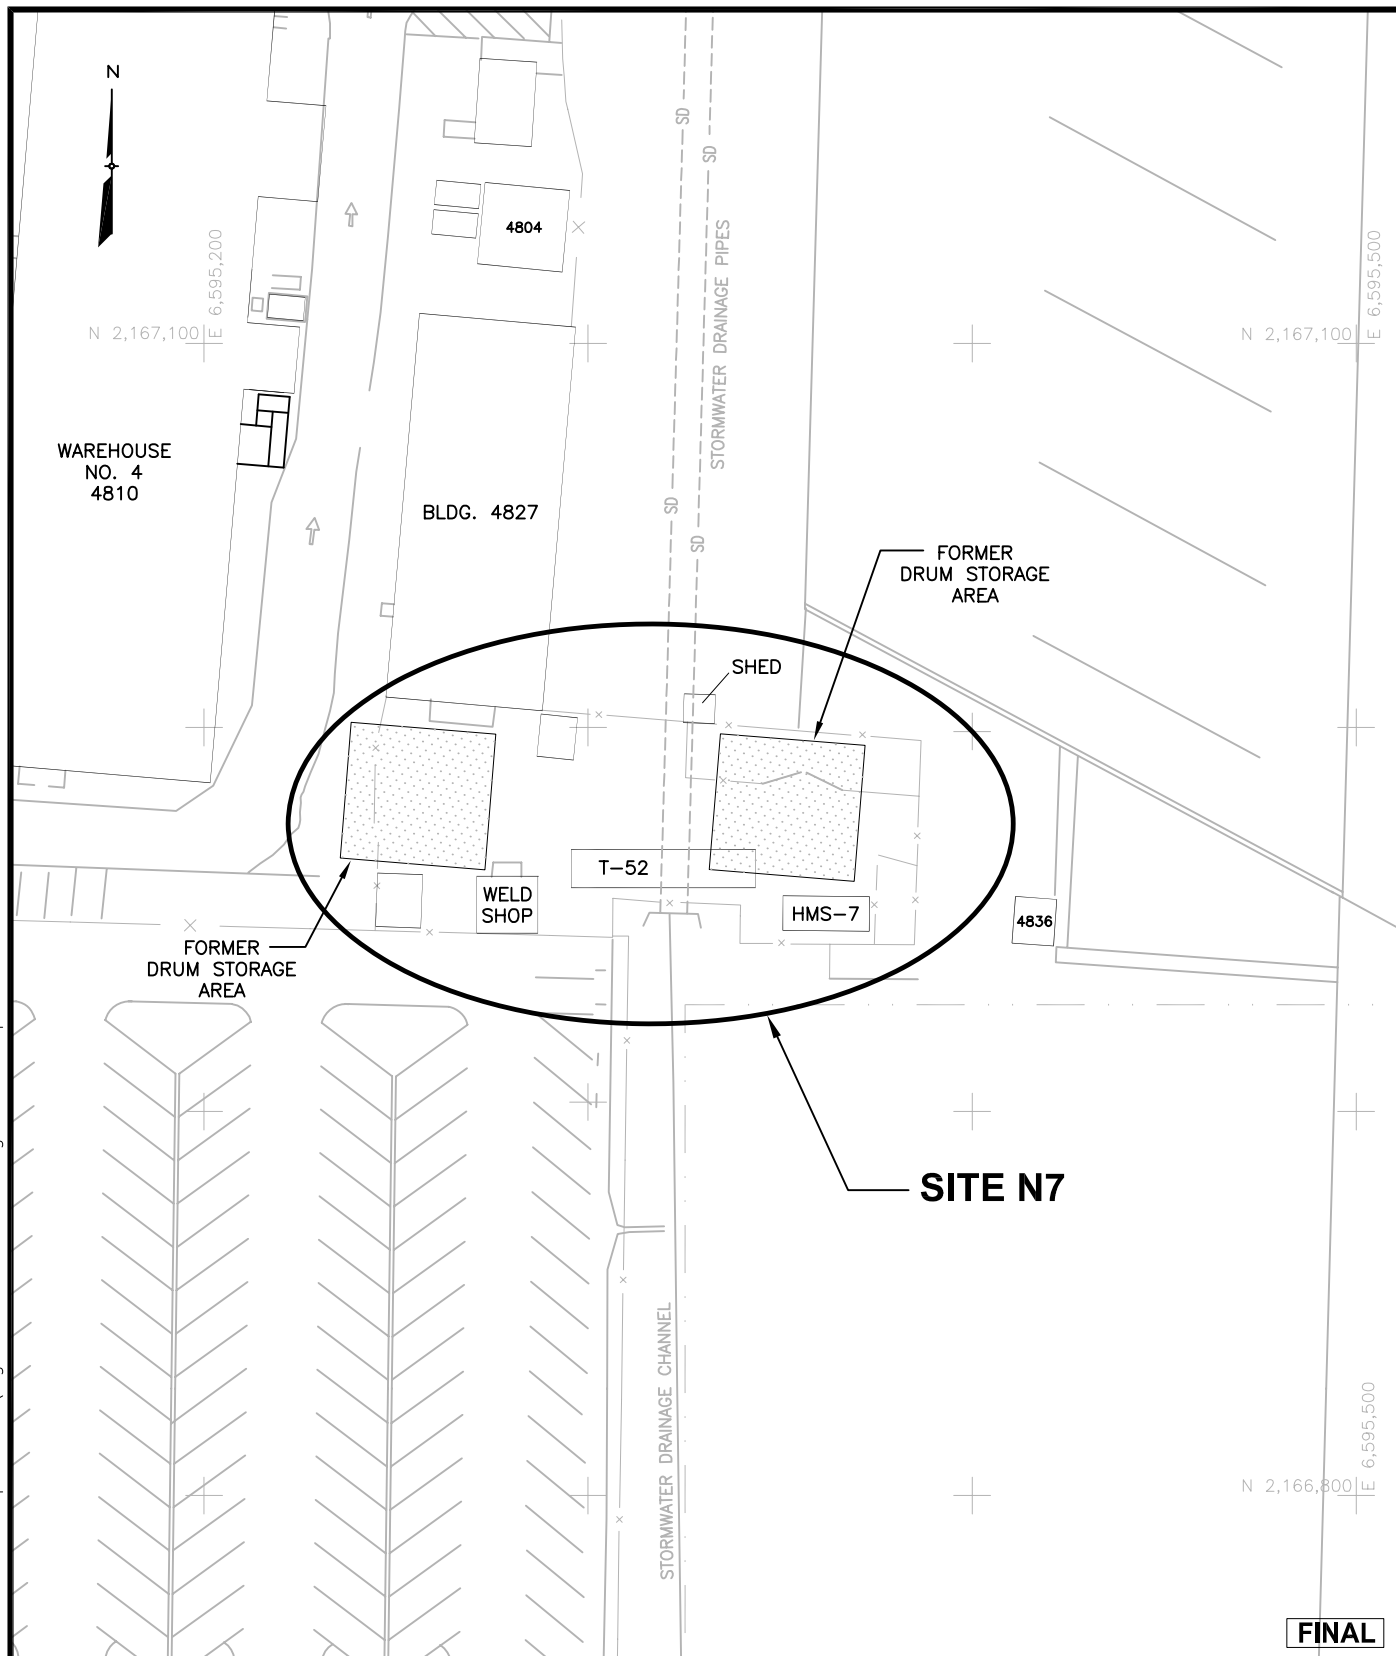 N
4804
E 6,595,200
N 2,167,100
E 6,595,500
N 2,167,100
SD
SD
STORMWATER DRAINAGE PIPES
WAREHOUSE
NO. 4
4810
BLDG. 4827
SD
SD
FORMER
DRUM STORAGE
AREA
SHED
T-52
WELD
SHOP
HMS-7
4836
FORMER
DRUM STORAGE
AREA
SITE N7
STORMWATER DRAINAGE CHANNEL
E 6,595,500
N 2,166,800
FINAL